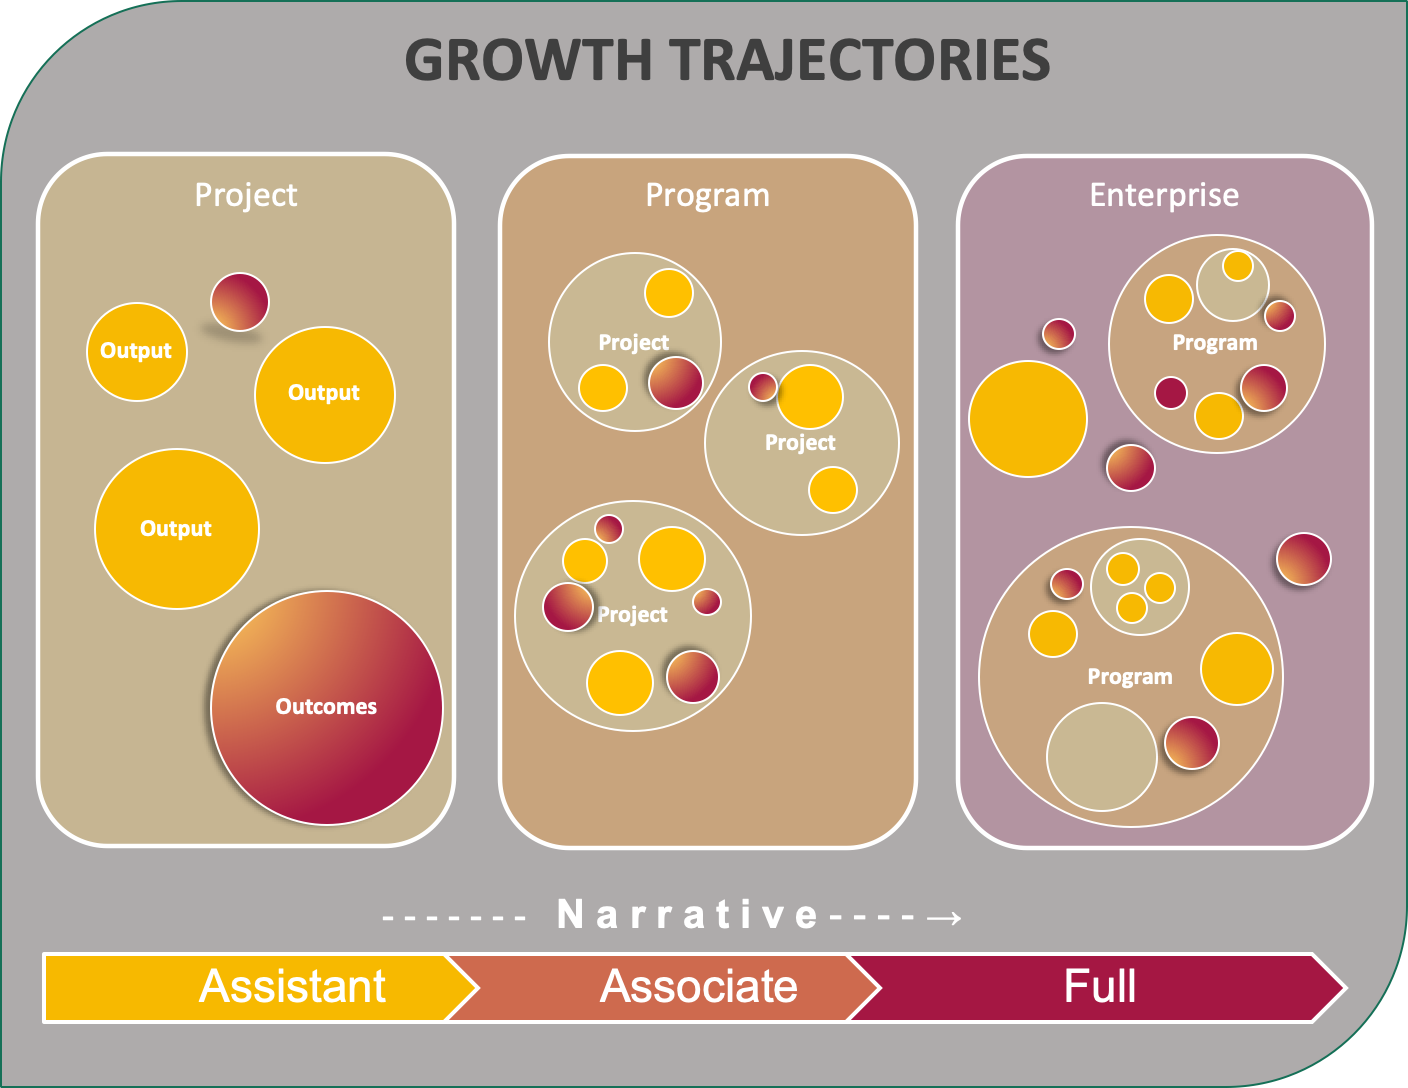 GROWTH TRAJECTORIES
Project
Output
Output
Output
Outcomes
Program
Project
Project
Project
Enterprise
Program
Program
Narrative
Assistant
Associate
Full